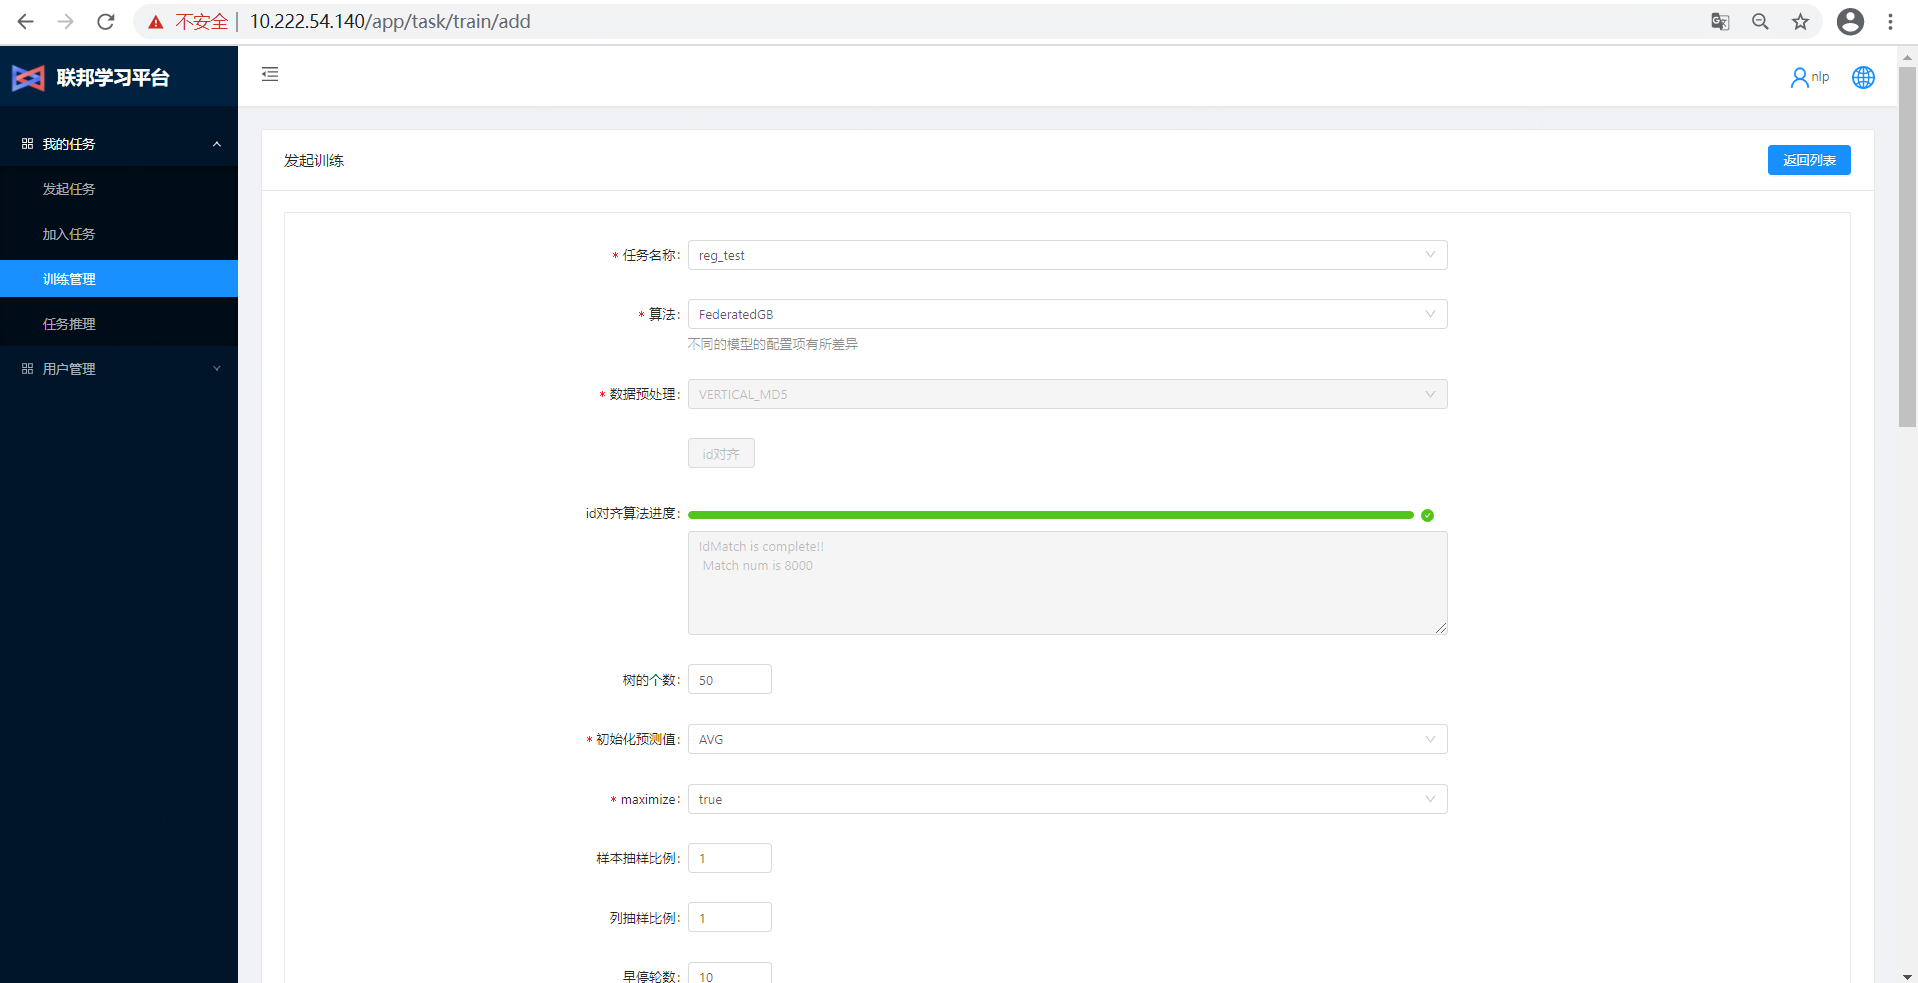 不安全 | 10.222.54.140/app/task/train/add
联邦学习平台
nlp
我的任务
发起任务
加入任务
训练管理
任务推理
用户管理
发起训练
返回列表
* 任务名称: reg_test
* 算法: FederatedGB
不同的模型的配置项有所差异
* 数据预处理: VERTICAL_MD5
id对齐
id对齐算法进度:
IdMatch is complete!!
Match num is 8000
树的个数: 50
* 初始化预测值: AVG
* maximize: true
样本抽样比例: 1
列抽样比例: 1
早停轮数: 10